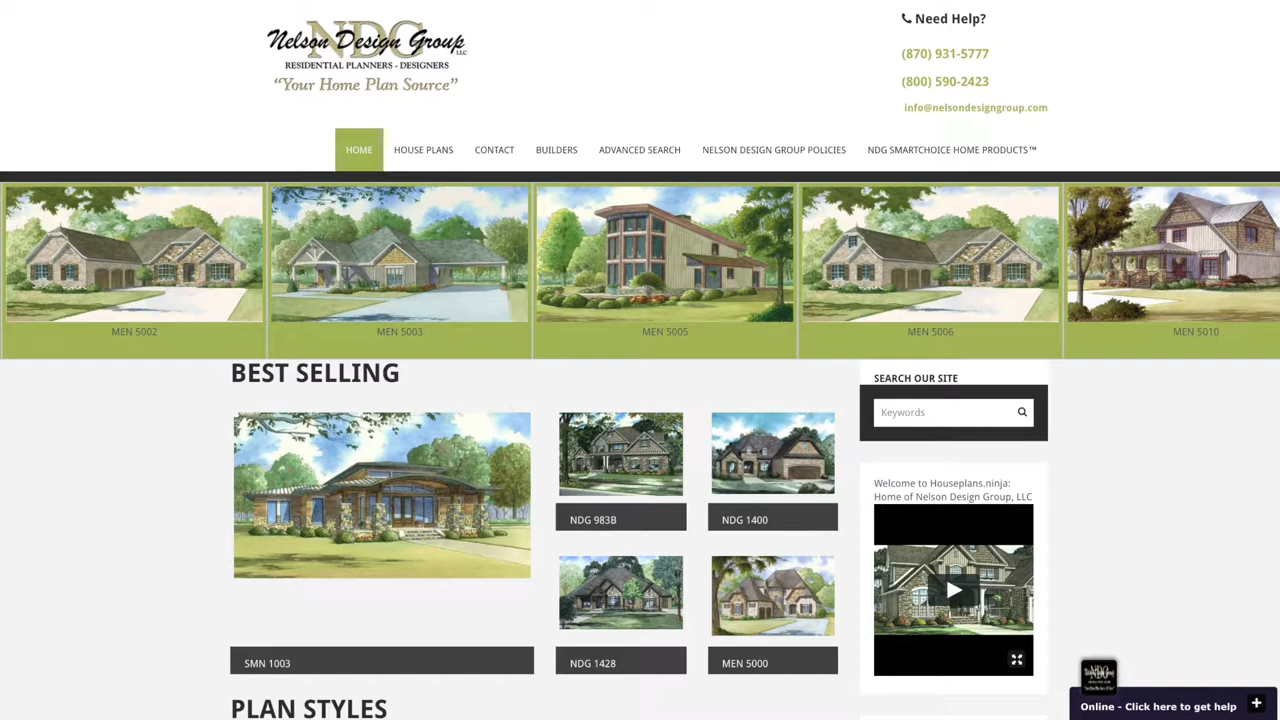 NDG
Nelson Design Group LLC
RESIDENTIAL PLANNERS - DESIGNERS
“Your Home Plan Source”
Need Help?
(870) 931-5777
(800) 590-2423
info@nelsondesigngroup.com
HOME HOUSE PLANS CONTACT BUILDERS ADVANCED SEARCH NELSON DESIGN GROUP POLICIES NDG SMARTCHOICE HOME PRODUCTS™
MEN 5002 MEN 5003 MEN 5005 MEN 5006 MEN 5010
BEST SELLING
SMN 1003
NDG 983B
NDG 1400
NDG 1428
MEN 5000
PLAN STYLES
SEARCH OUR SITE
Keywords
Welcome to Houseplans.ninja:
Home of Nelson Design Group, LLC
NDG
Online - Click here to get help